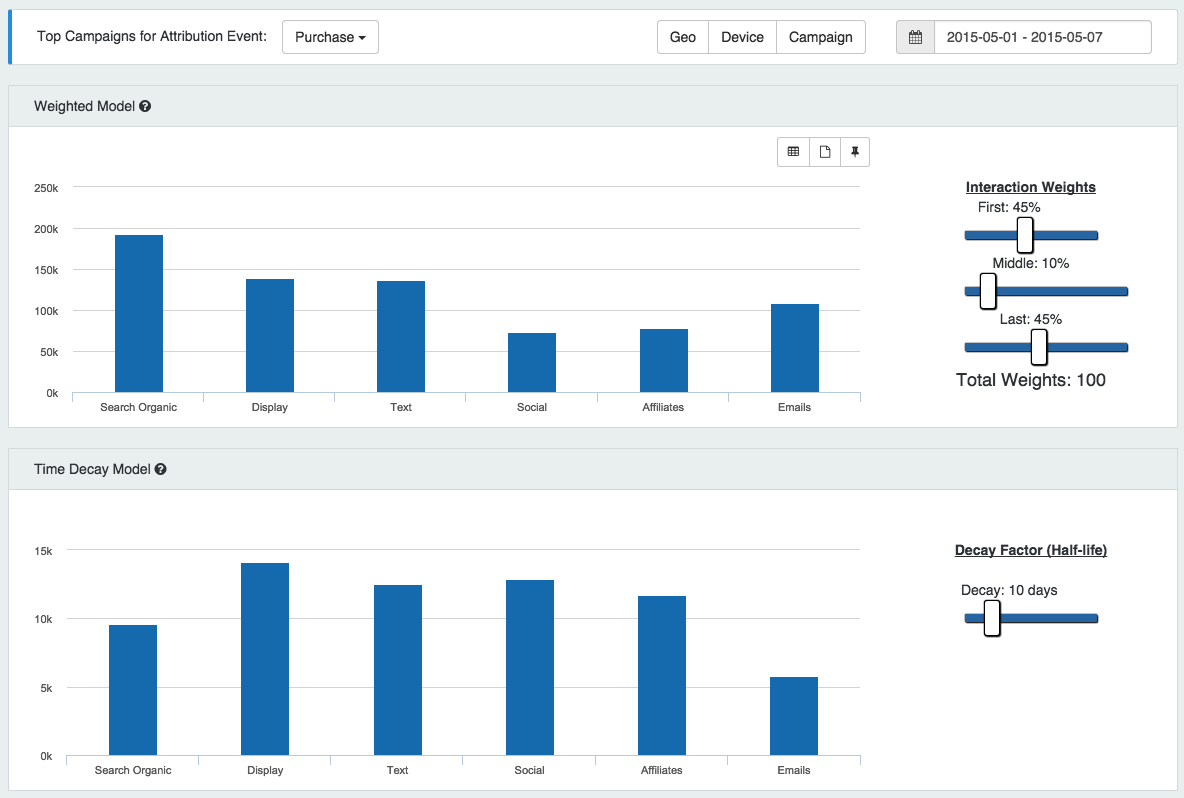 Top Campaigns for Attribution Event: Purchase Geo Device Campaign 2015-05-01 - 2015-05-07
Weighted Model
250k
200k
150k
100k
50k
0k
Search Organic Display Text Social Affiliates Emails
Interaction Weights
First: 45%
Middle: 10%
Last: 45%
Total Weights: 100
Time Decay Model
15k
10k
5k
0k
Search Organic Display Text Social Affiliates Emails
Decay Factor (Half-life)
Decay: 10 days